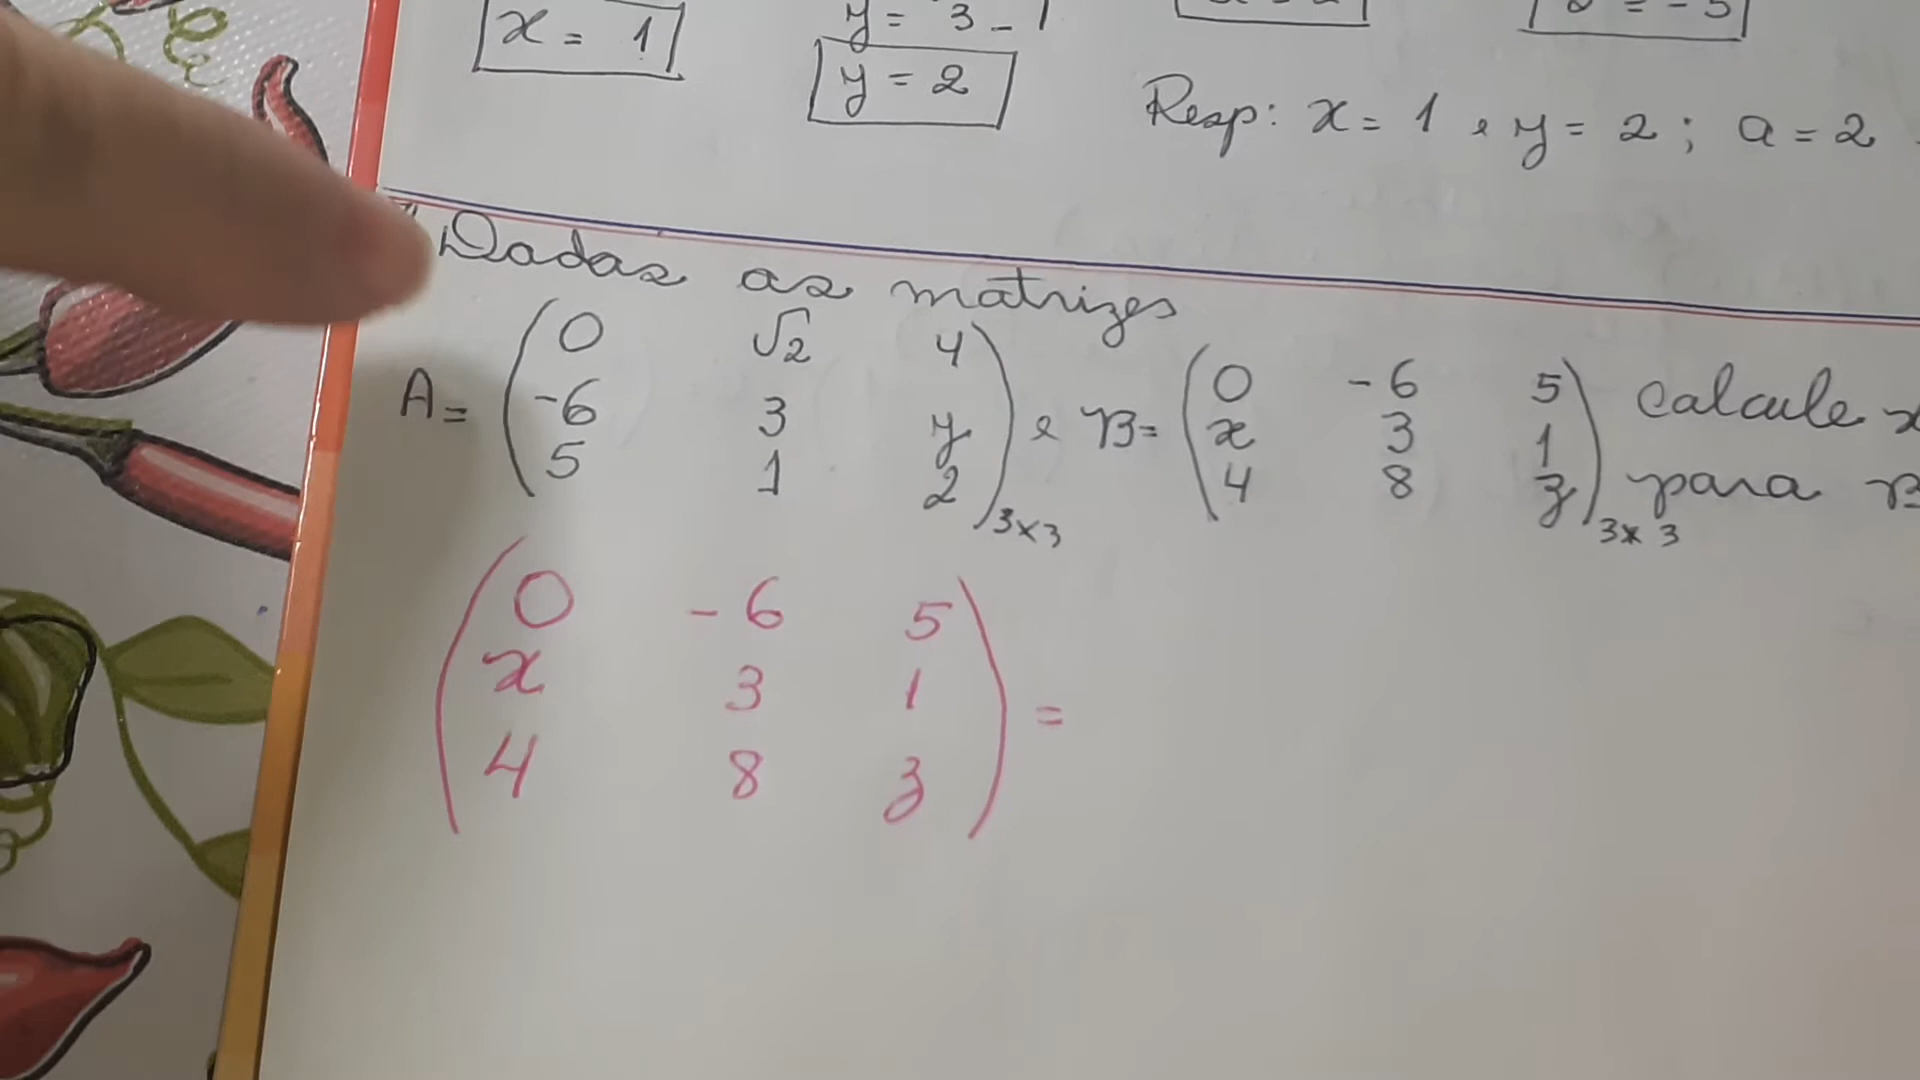 x = 1
y = 3 -
y = 2
Resp: x = 1 e y = 2 ; a = 2
Dadas as matrizes
A = ( 0 √2 4
-6 3 y
5 1 2 ) 3x3 e B = ( 0 -6 5
x 3 1
4 8 z ) 3x3 calcule x
para B
( 0 -6 5
x 3 1
4 8 z ) =